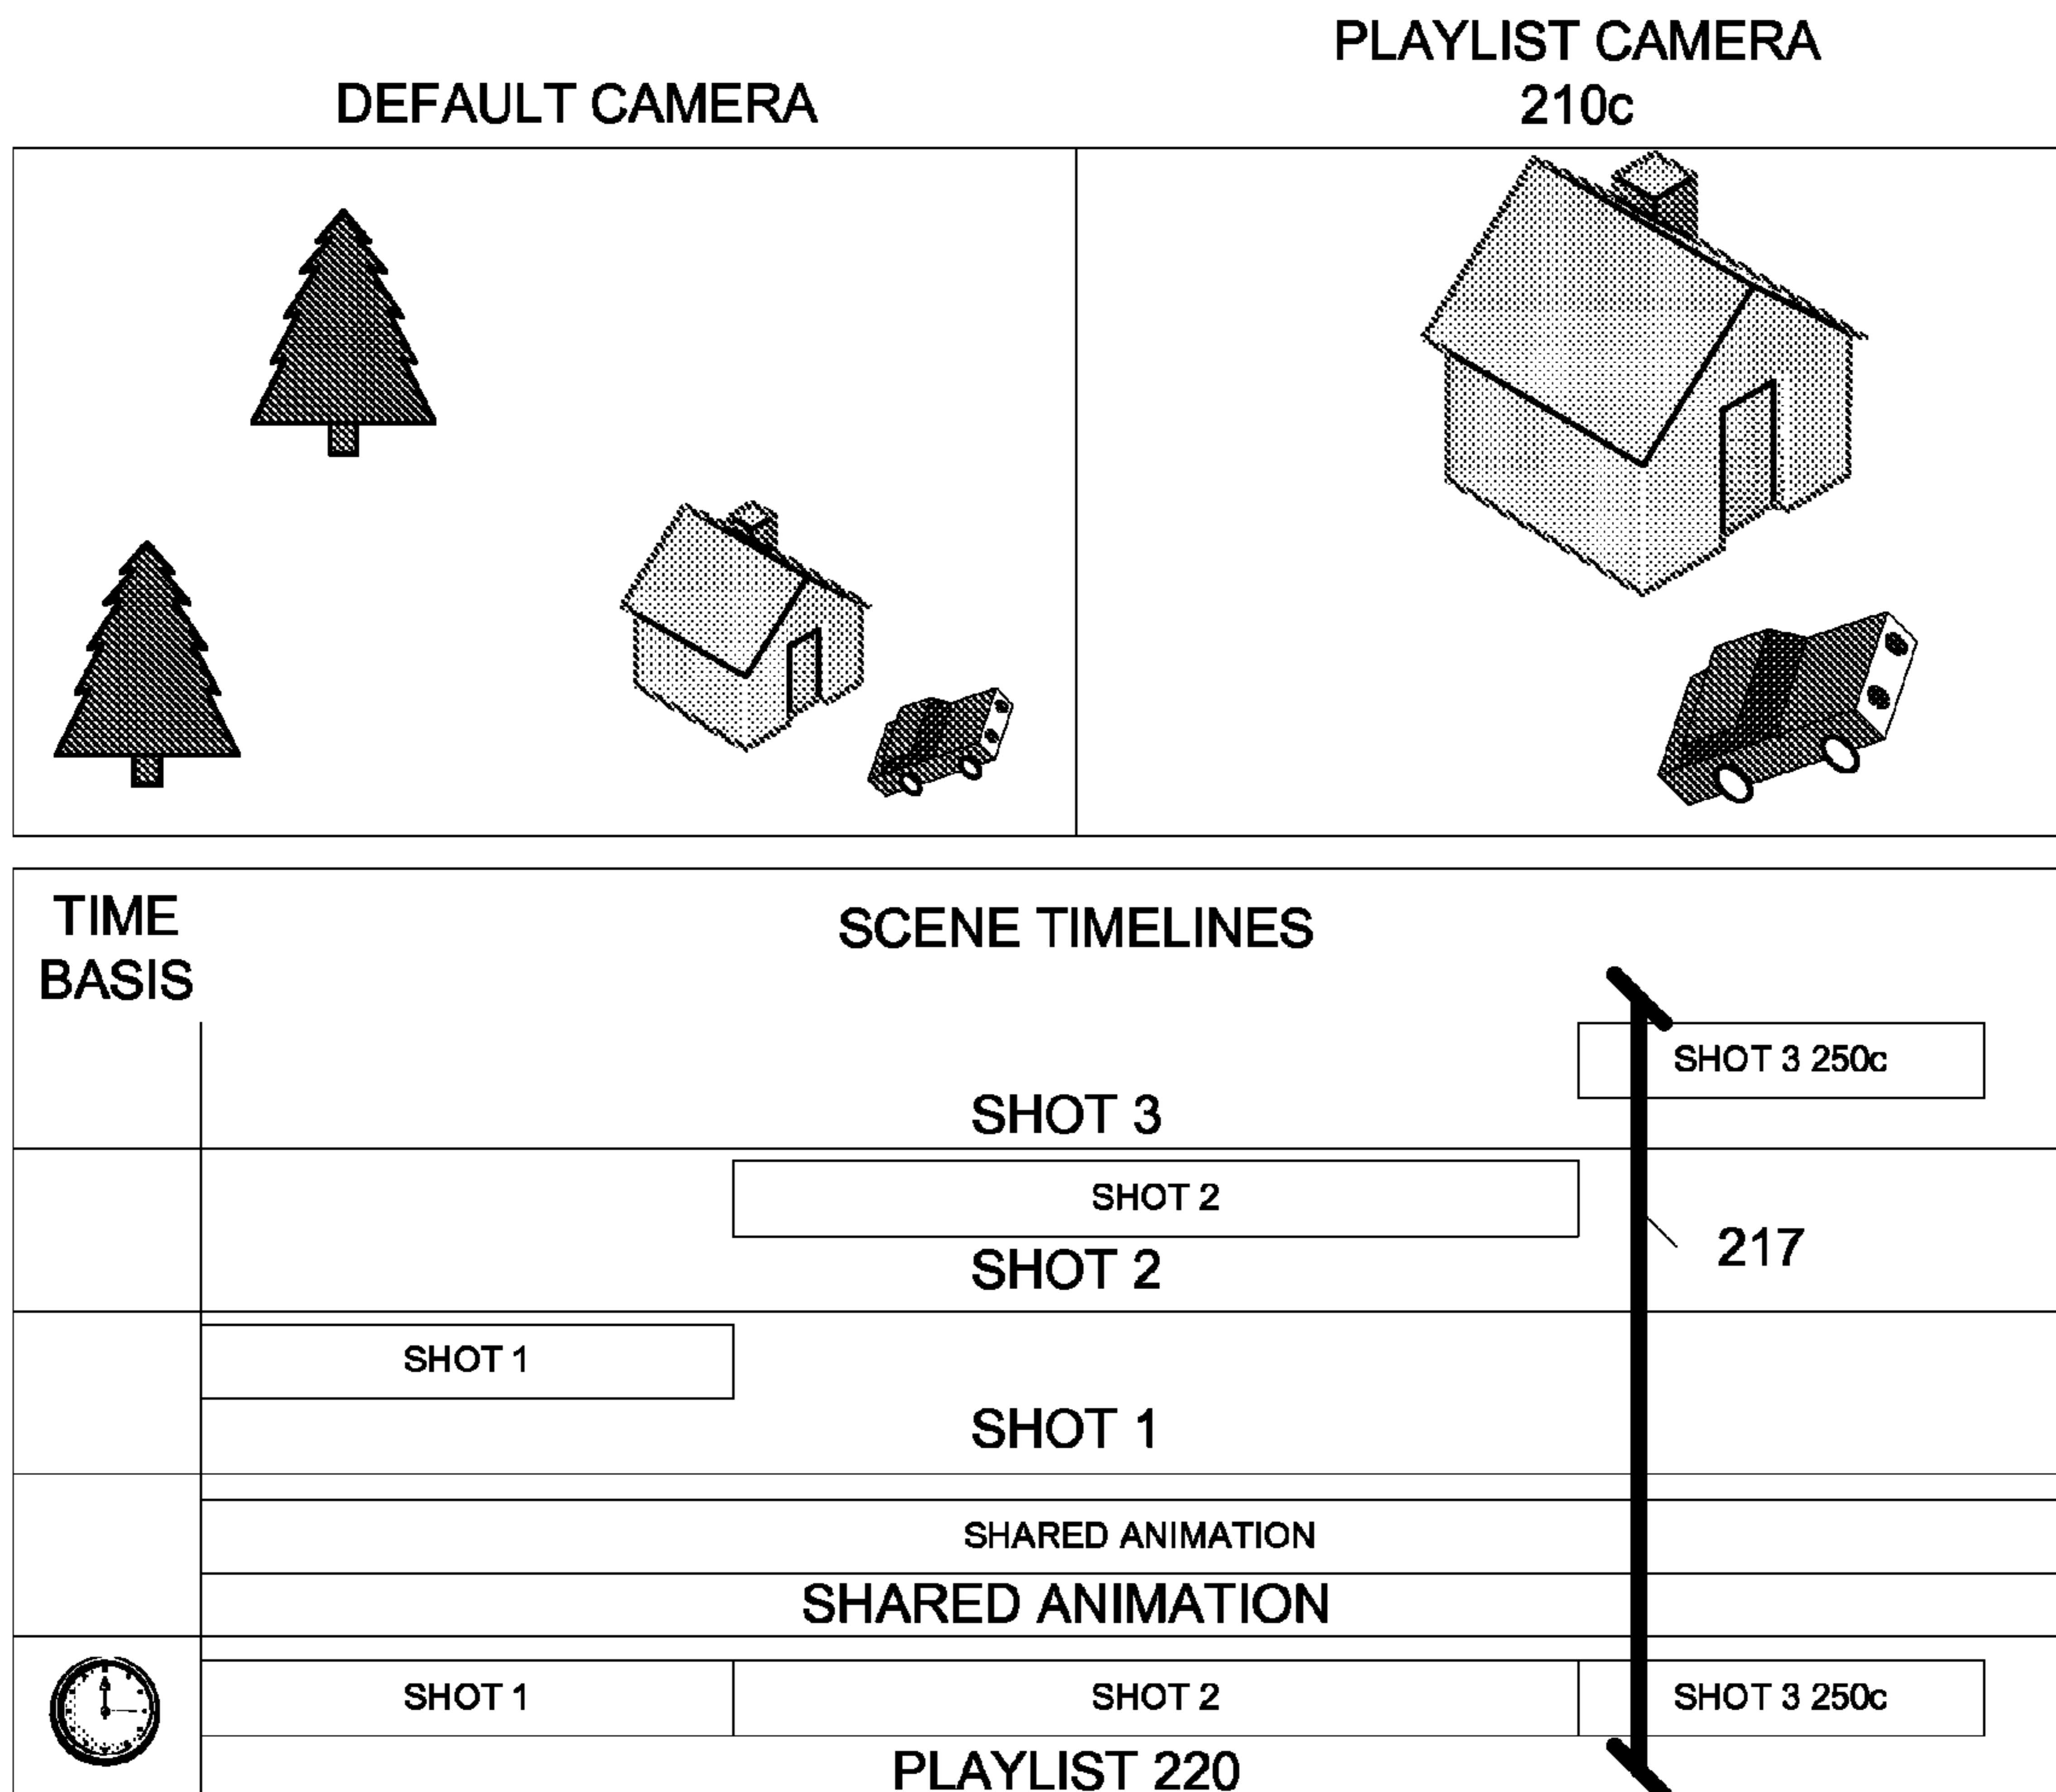 PLAYLIST CAMERA
210c
DEFAULT CAMERA
TIME
BASIS
SCENE TIMELINES
SHOT 3 250c
SHOT 3
SHOT 2
SHOT 2
217
SHOT 1
SHOT 1
SHARED ANIMATION
SHARED ANIMATION
SHOT 1
SHOT 2
SHOT 3 250c
PLAYLIST 220